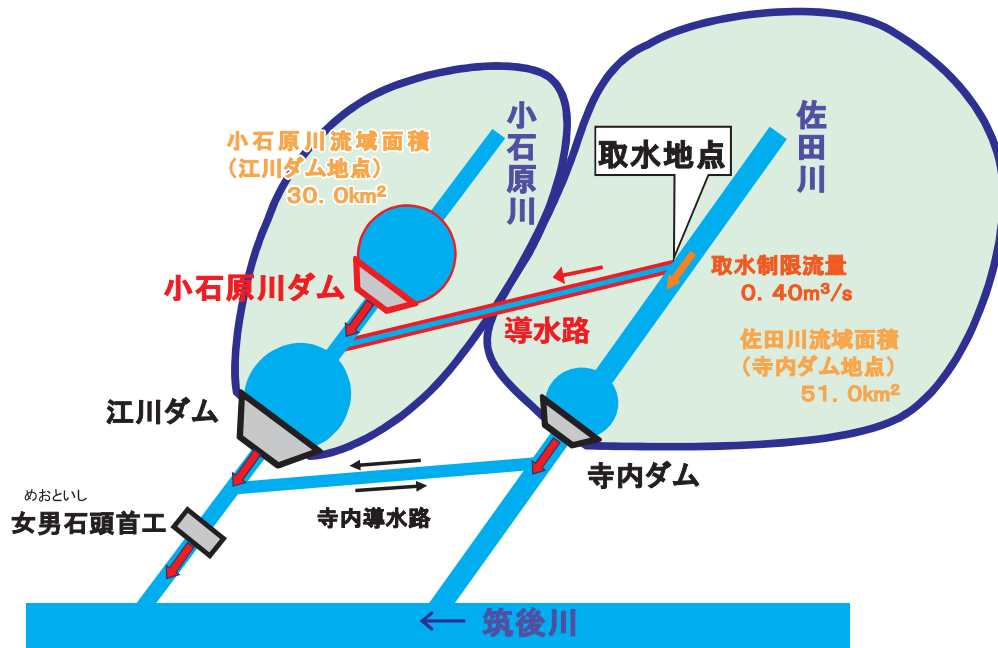 小石原川
佐田川
小石原川流域面積
(江川ダム地点)
30.0km²
取水地点
小石原川ダム
取水制限流量
0.40m³/s
導水路
佐田川流域面積
(寺内ダム地点)
51.0km²
江川ダム
寺内ダム
めおといし
女男石頭首工
寺内導水路
筑後川